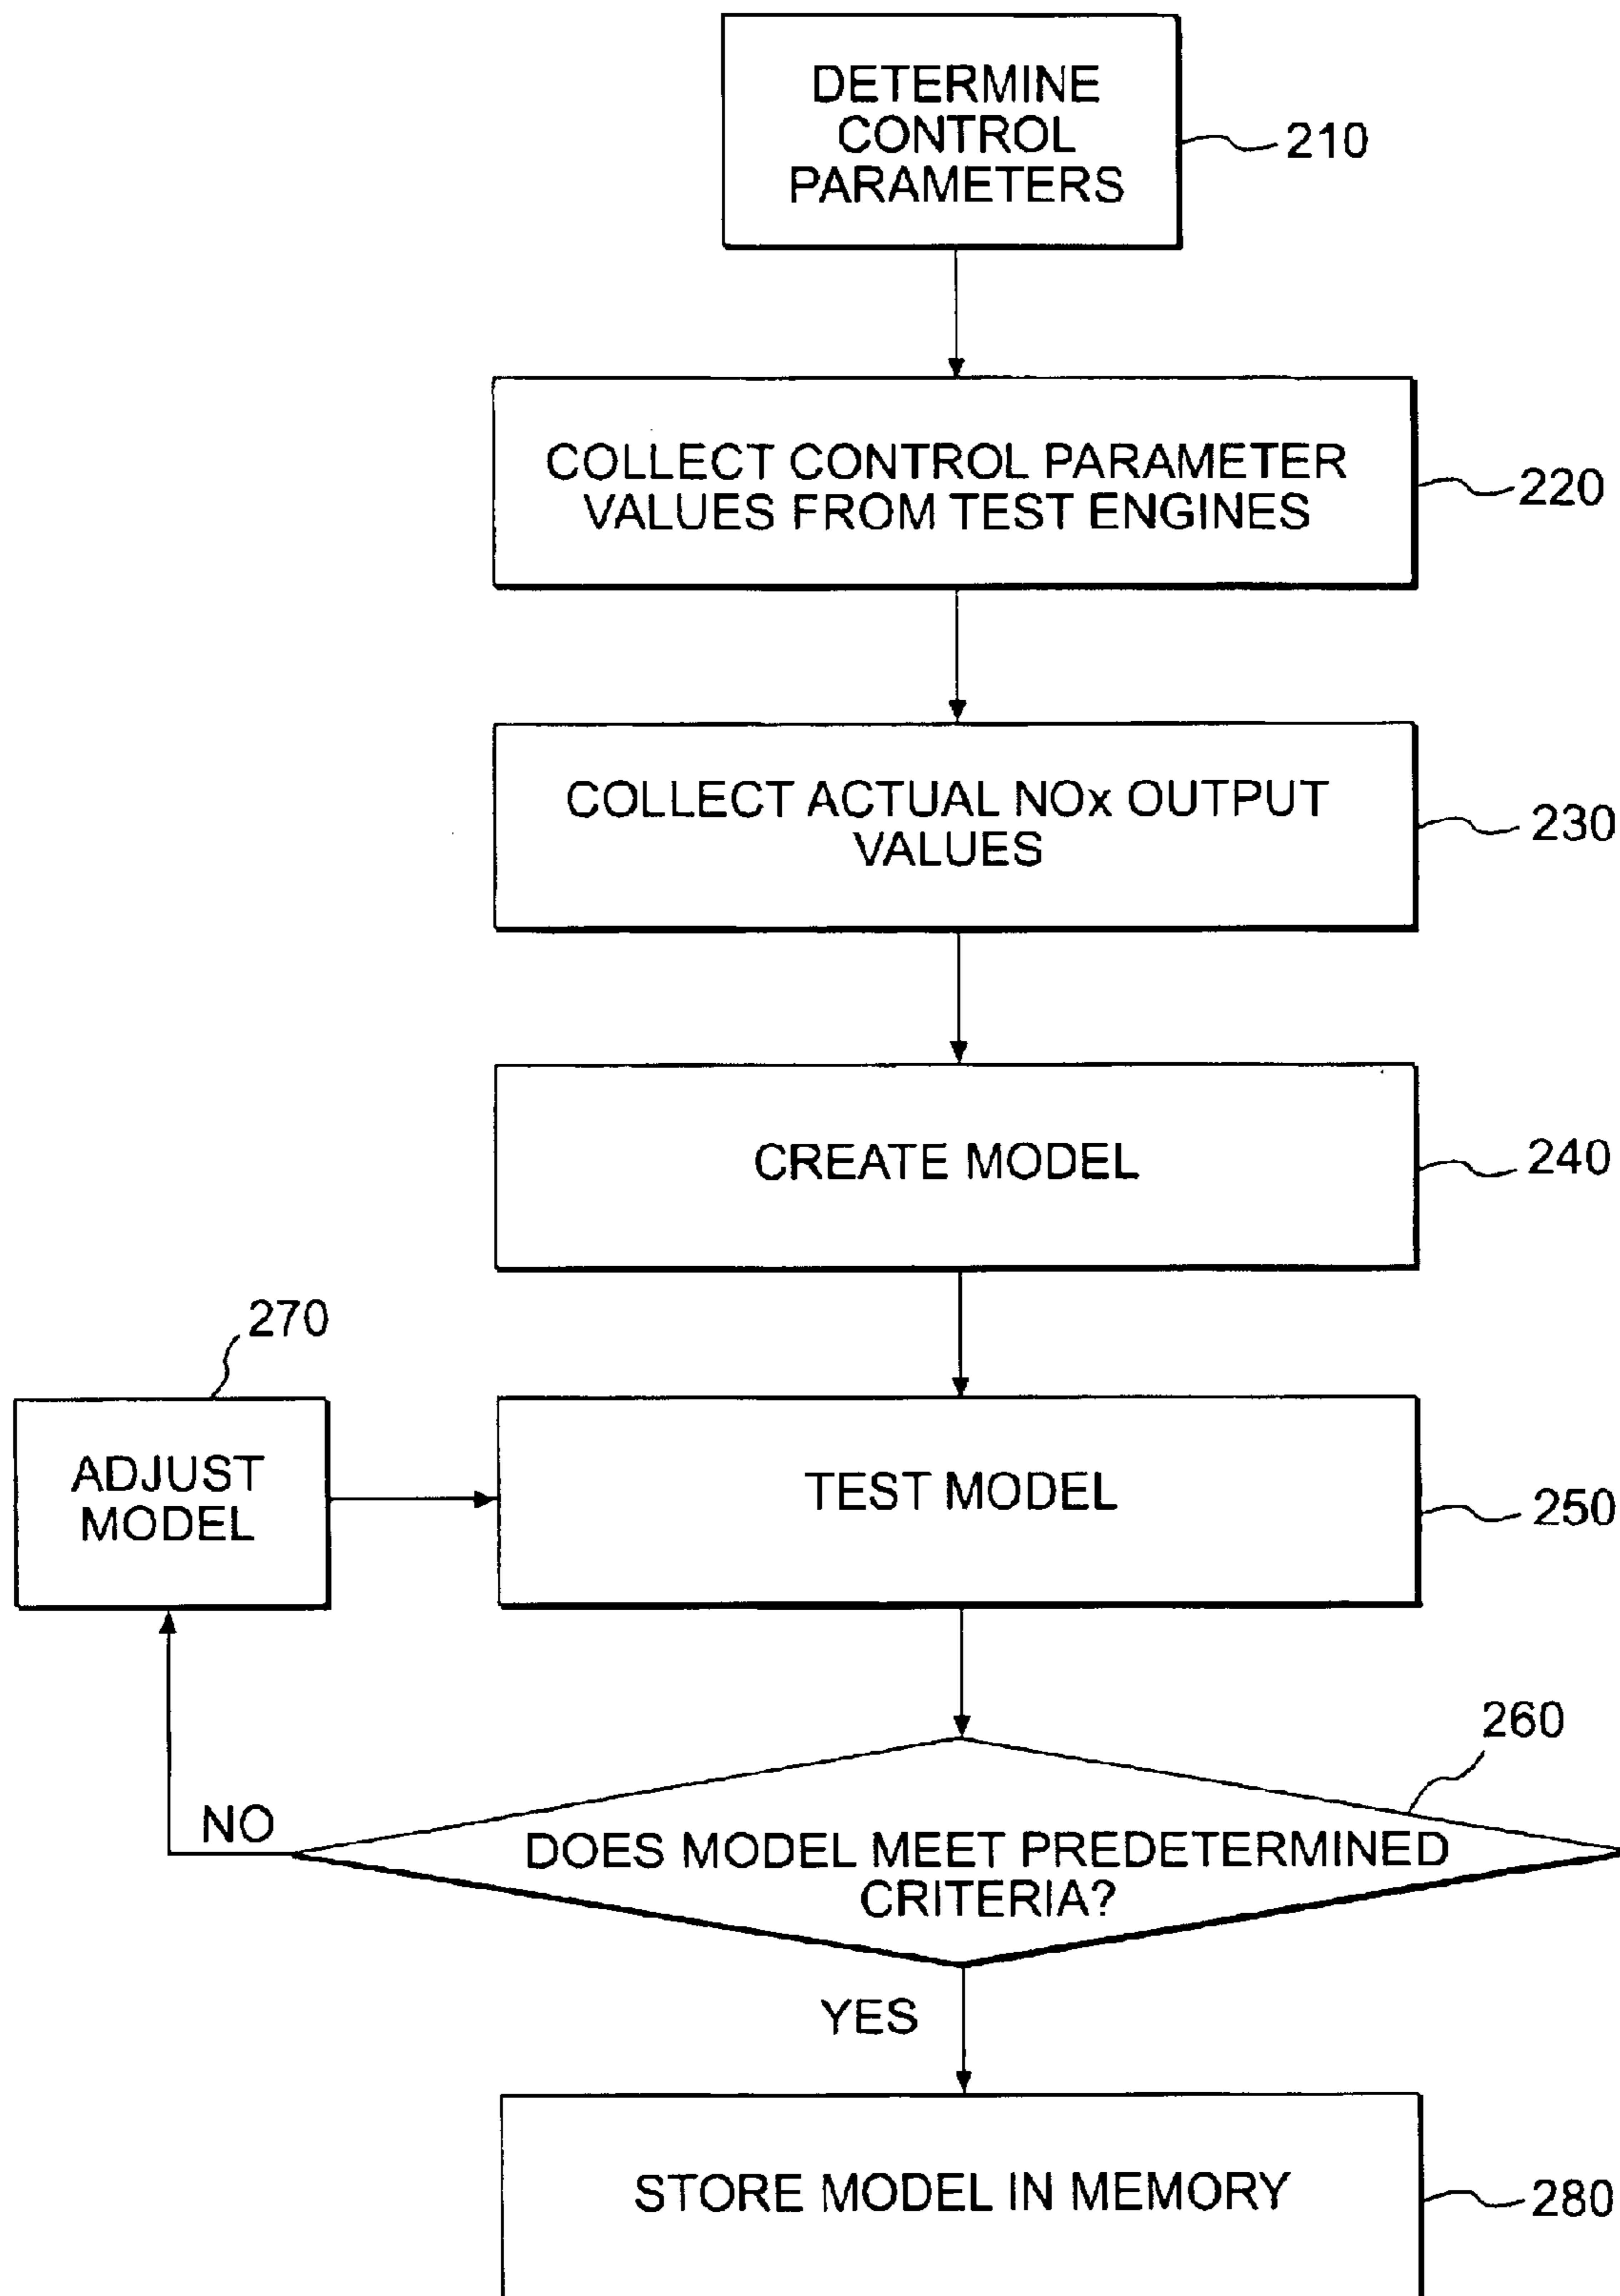 DETERMINE
CONTROL
PARAMETERS
210
COLLECT CONTROL PARAMETER
VALUES FROM TEST ENGINES
220
COLLECT ACTUAL NOx OUTPUT
VALUES
230
CREATE MODEL
240
270
ADJUST
MODEL
TEST MODEL
250
260
NO
DOES MODEL MEET PREDETERMINED
CRITERIA?
YES
STORE MODEL IN MEMORY
280